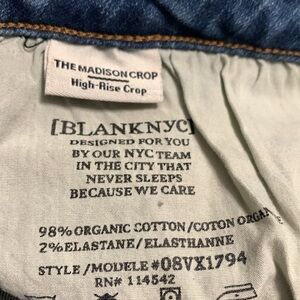 THE MADISON CROP
High-Rise Crop
[BLANKNYC]
DESIGNED FOR YOU
BY OUR NYC TEAM
IN THE CITY THAT
NEVER SLEEPS
BECAUSE WE CARE
98% ORGANIC COTTON/COTON ORGA
2% ELASTANE/ELASTHANNE
STYLE/MODELE #08VX1794
RN# 114542